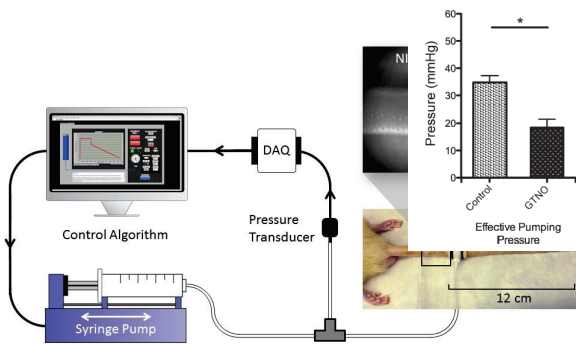 NI
Pressure (mmHg)
60
50
40
30
20
10
0
*
Control
GTNO
Effective Pumping
Pressure
DAQ
Control Algorithm
Pressure
Transducer
Syringe Pump
12 cm